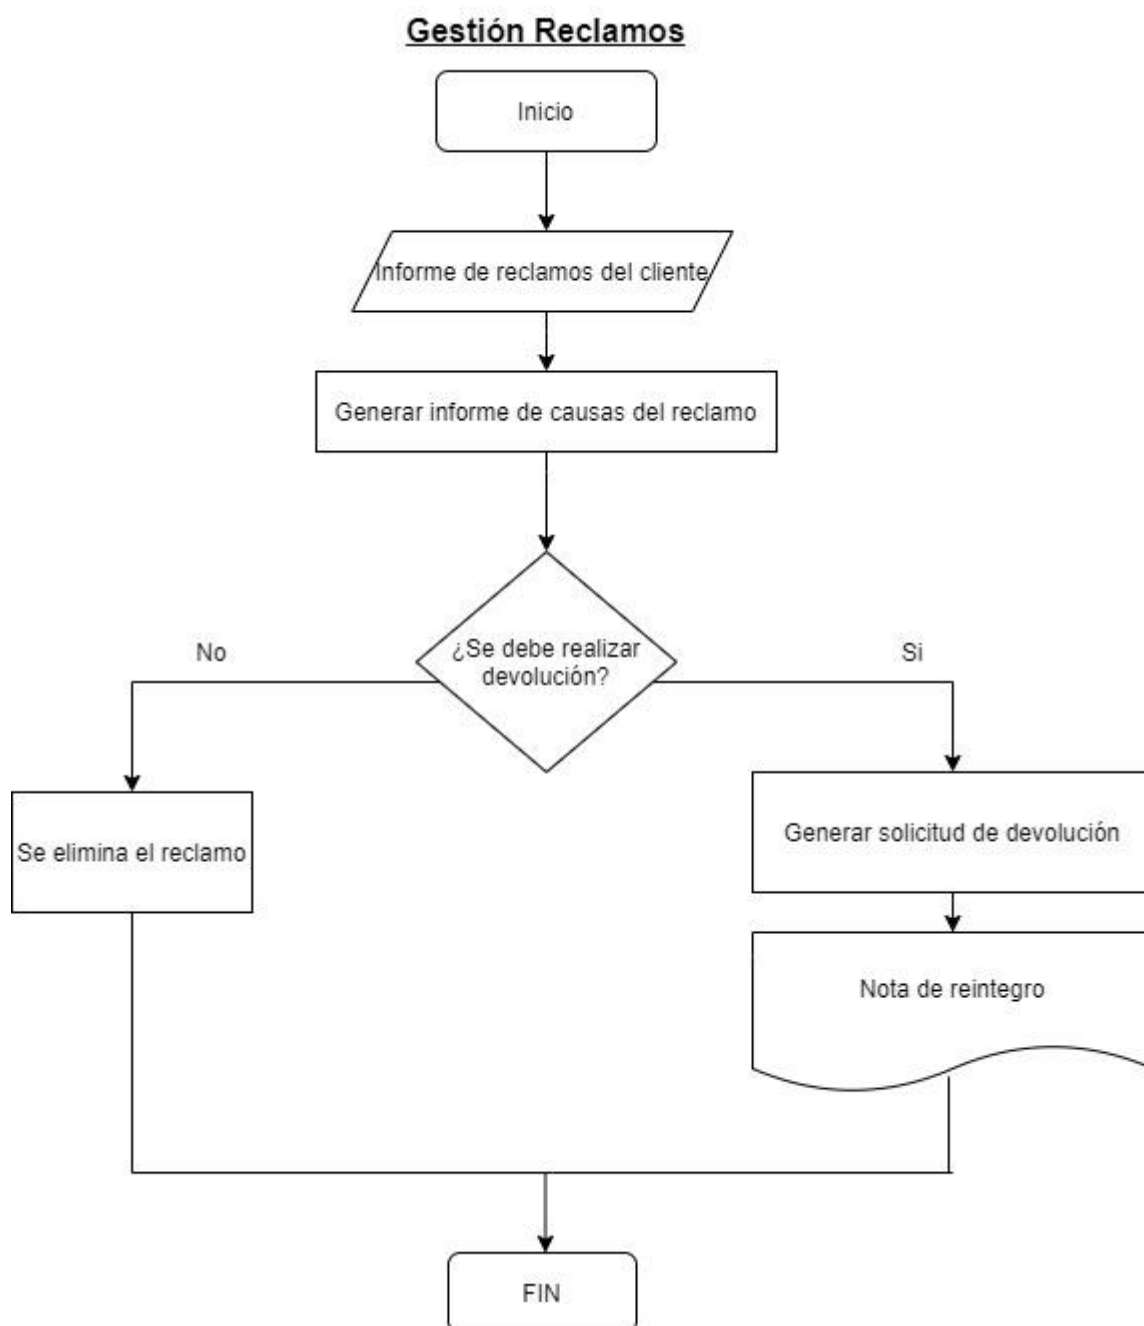 Gestión Reclamos
Inicio
Informe de reclamos del cliente
Generar informe de causas del reclamo
¿Se debe realizar
devolución?
No
Si
Se elimina el reclamo
Generar solicitud de devolución
Nota de reintegro
FIN